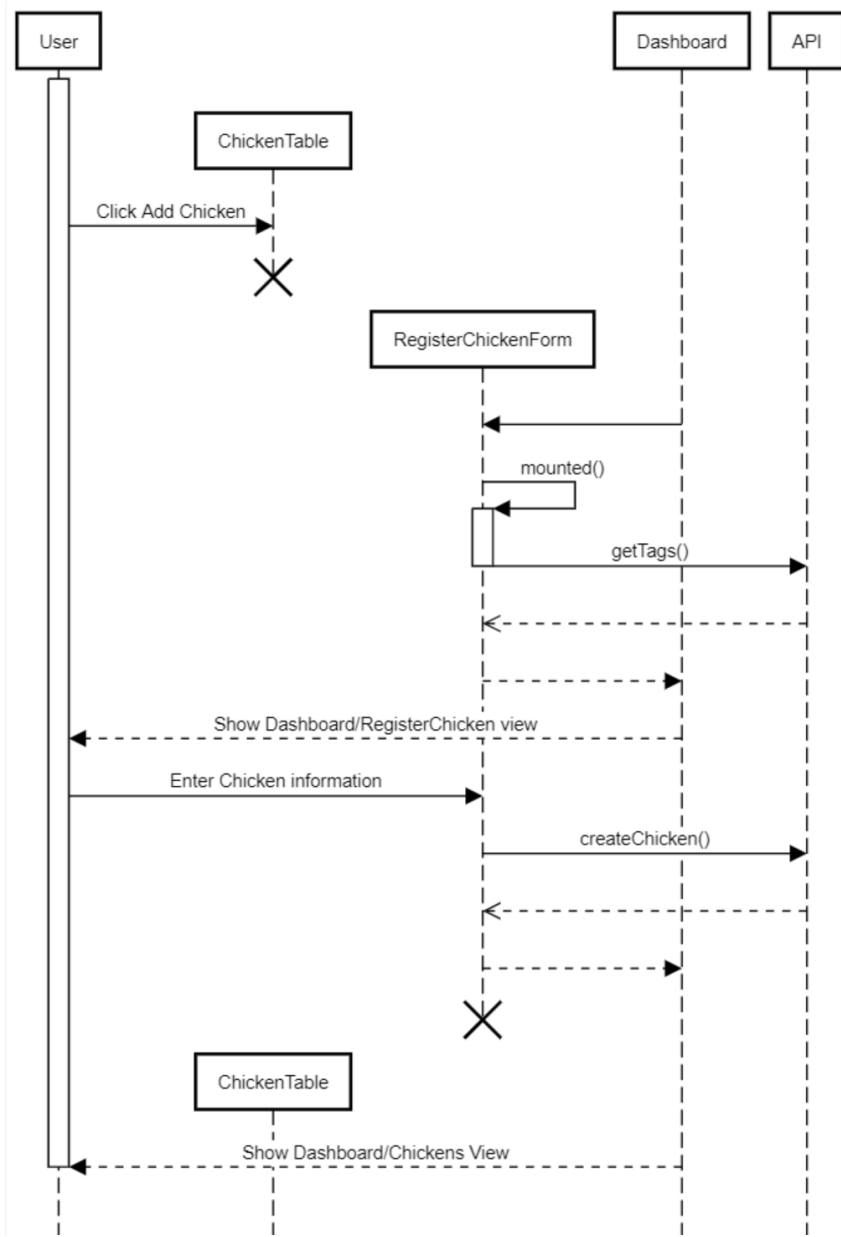 User
Dashboard
API
ChickenTable
Click Add Chicken
RegisterChickenForm
mounted()
getTags()
Show Dashboard/RegisterChicken view
Enter Chicken information
createChicken()
ChickenTable
Show Dashboard/Chickens View